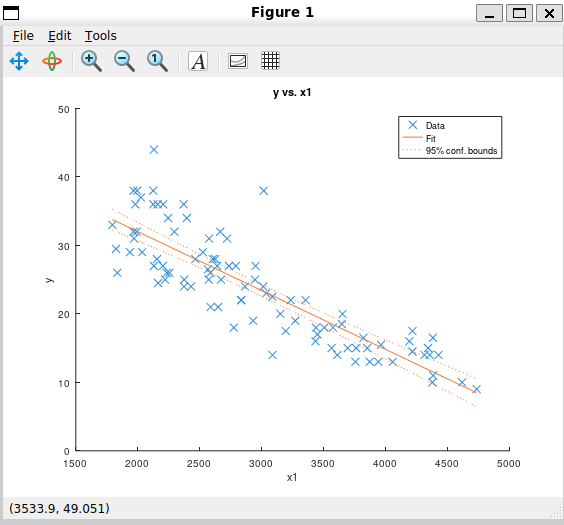 Figure 1
File Edit Tools
A
1
y vs. x1
Data
Fit
95% conf. bounds
50
40
30
20
10
0
y
1500 2000 2500 3000 3500 4000 4500 5000
x1
(3533.9, 49.051)